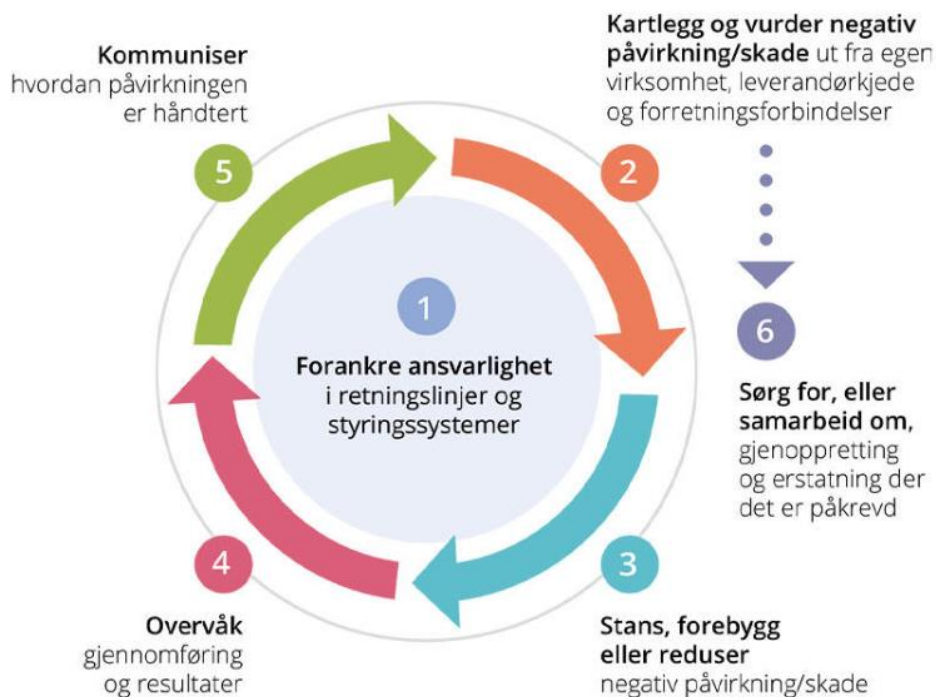 1
Forankre ansvarlighet
i retningslinjer og
styringssystemer
Kartlegg og vurder negativ
påvirkning/skade ut fra egen
virksomhet, leverandørkjede
og forretningsforbindelser
2
3
Stans, forebygg
eller reduser
negativ påvirkning/skade
4
Overvåk
gjennomføring
og resultater
Kommuniser
hvordan påvirkningen
er håndtert
5
6
Sørg for, eller
samarbeid om,
gjenoppretting
og erstatning der
det er påkrevd